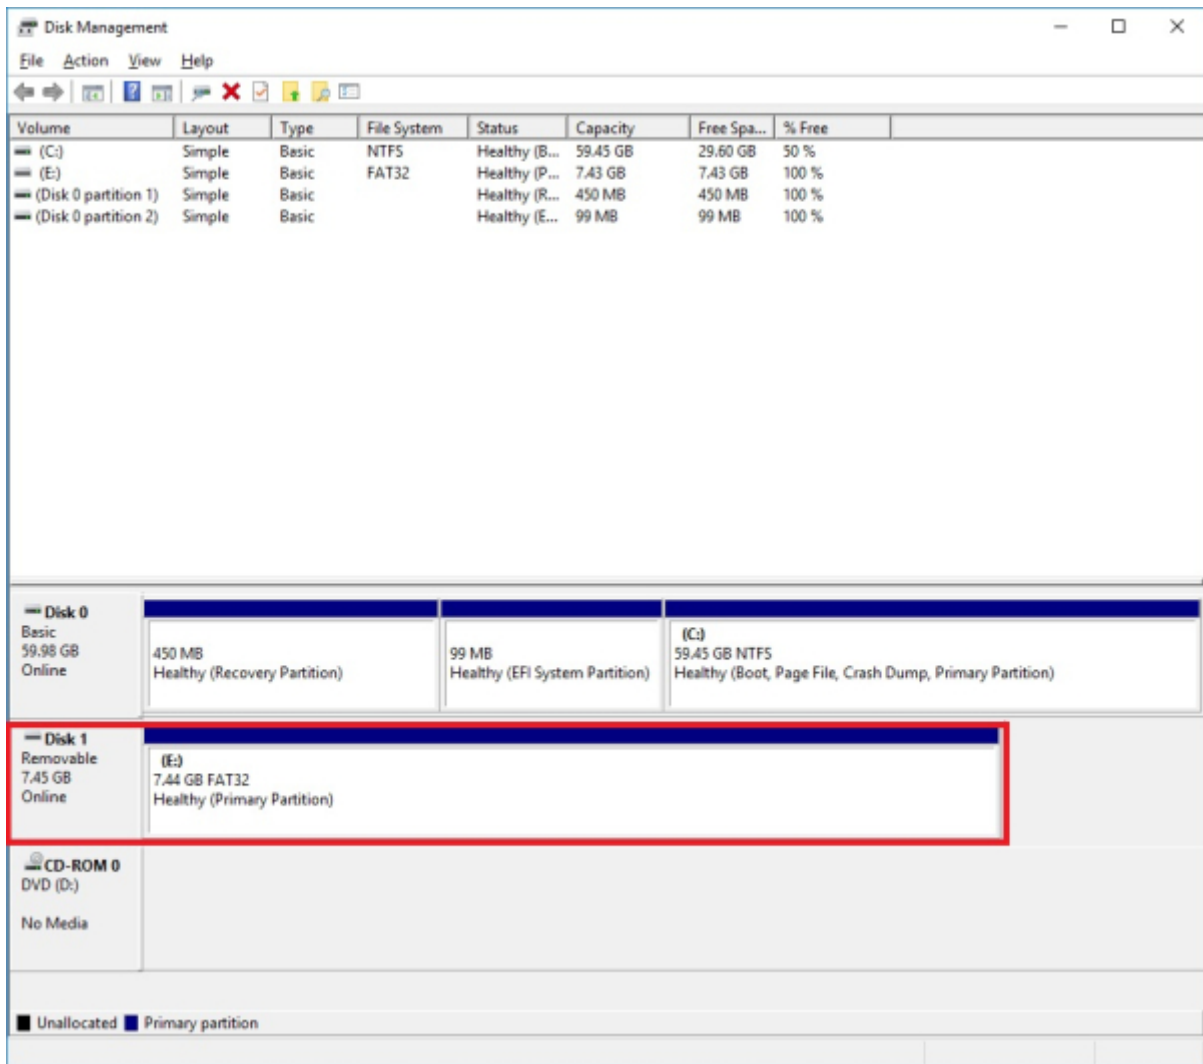 Disk Management
File Action View Help
Volume Layout Type File System Status Capacity Free Spa... % Free
(C:) Simple Basic NTFS Healthy (B... 59.45 GB 29.60 GB 50 %
(E:) Simple Basic FAT32 Healthy (P... 7.43 GB 7.43 GB 100 %
(Disk 0 partition 1) Simple Basic Healthy (R... 450 MB 450 MB 100 %
(Disk 0 partition 2) Simple Basic Healthy (E... 99 MB 99 MB 100 %
Disk 0
Basic
59.98 GB
Online
450 MB
Healthy (Recovery Partition)
99 MB
Healthy (EFI System Partition)
(C:)
59.45 GB NTFS
Healthy (Boot, Page File, Crash Dump, Primary Partition)
Disk 1
Removable
7.45 GB
Online
(E:)
7.44 GB FAT32
Healthy (Primary Partition)
CD-ROM 0
DVD (D:)
No Media
Unallocated Primary partition